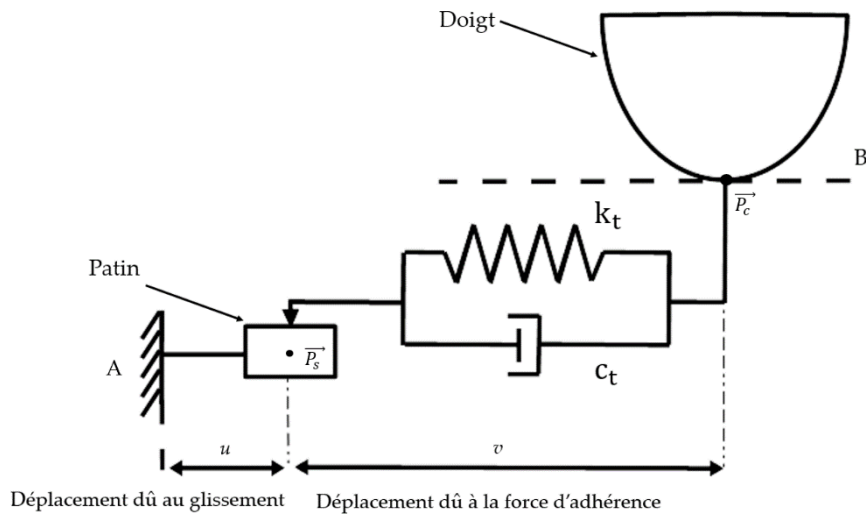 Doigt
B
P_c
k_t
Patin
A
P_s
c_t
u
v
Déplacement dû au glissement
Déplacement dû à la force d'adhérence